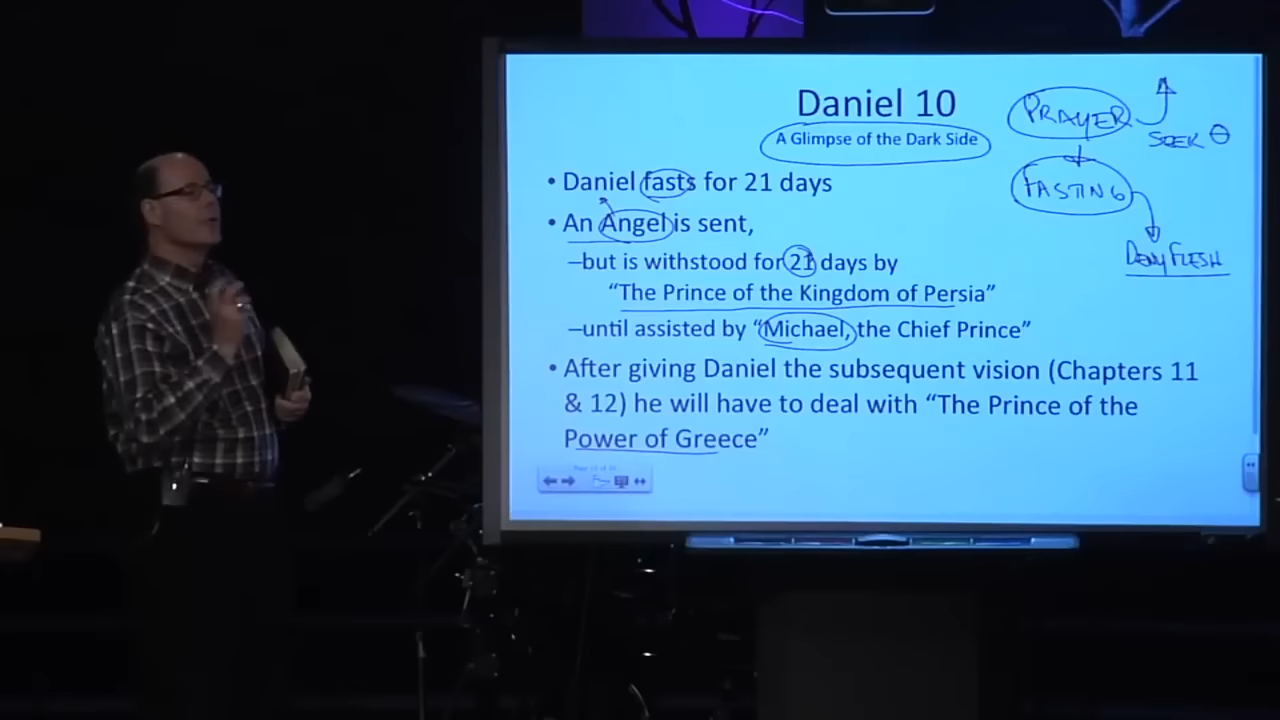 Daniel 10
A Glimpse of the Dark Side
• Daniel fasts for 21 days
• An Angel is sent,
–but is withstood for 21 days by
“The Prince of the Kingdom of Persia”
–until assisted by “Michael, the Chief Prince”
• After giving Daniel the subsequent vision (Chapters 11
& 12) he will have to deal with “The Prince of the
Power of Greece”
PRAYER
SEEK Θ
FASTING
DENY FLESH